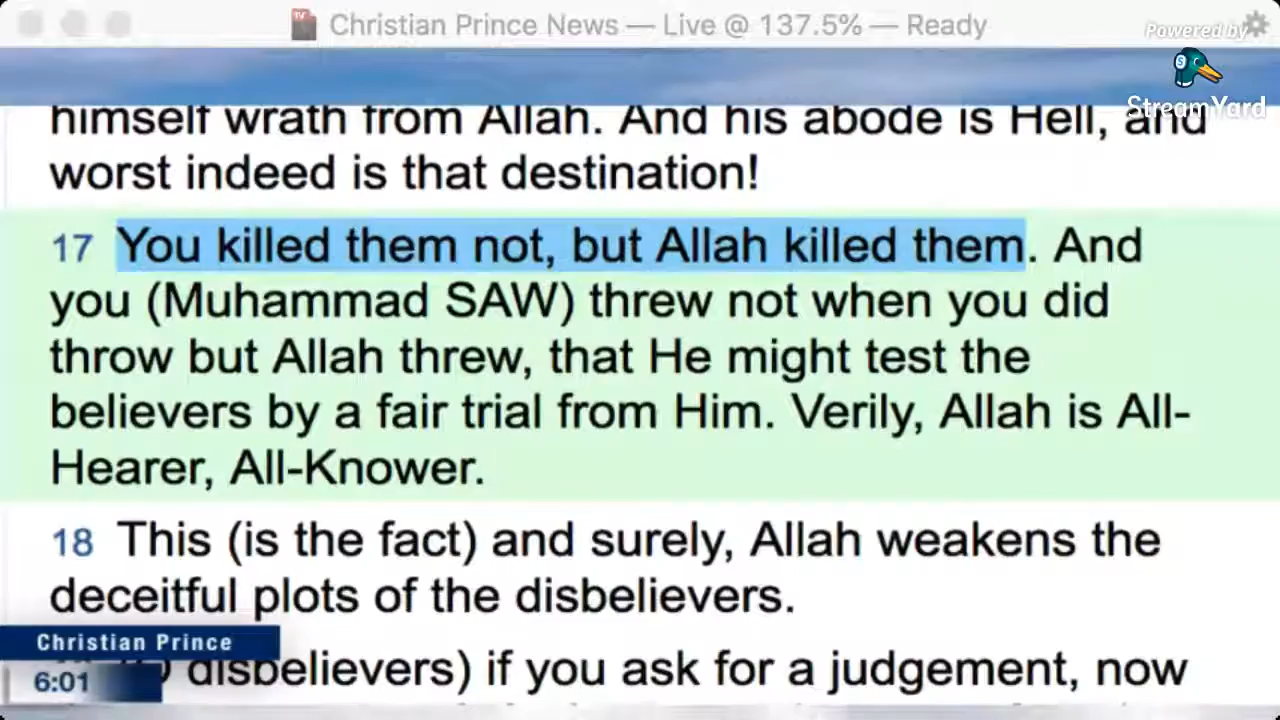 Christian Prince News — Live @ 137.5% — Ready
Powered by
StreamYard
himself wrath from Allah. And his abode is Hell, and
worst indeed is that destination!
17 You killed them not, but Allah killed them. And
you (Muhammad SAW) threw not when you did
throw but Allah threw, that He might test the
believers by a fair trial from Him. Verily, Allah is All-
Hearer, All-Knower.
18 This (is the fact) and surely, Allah weakens the
deceitful plots of the disbelievers.
Christian Prince
disbelievers) if you ask for a judgement, now
6:01